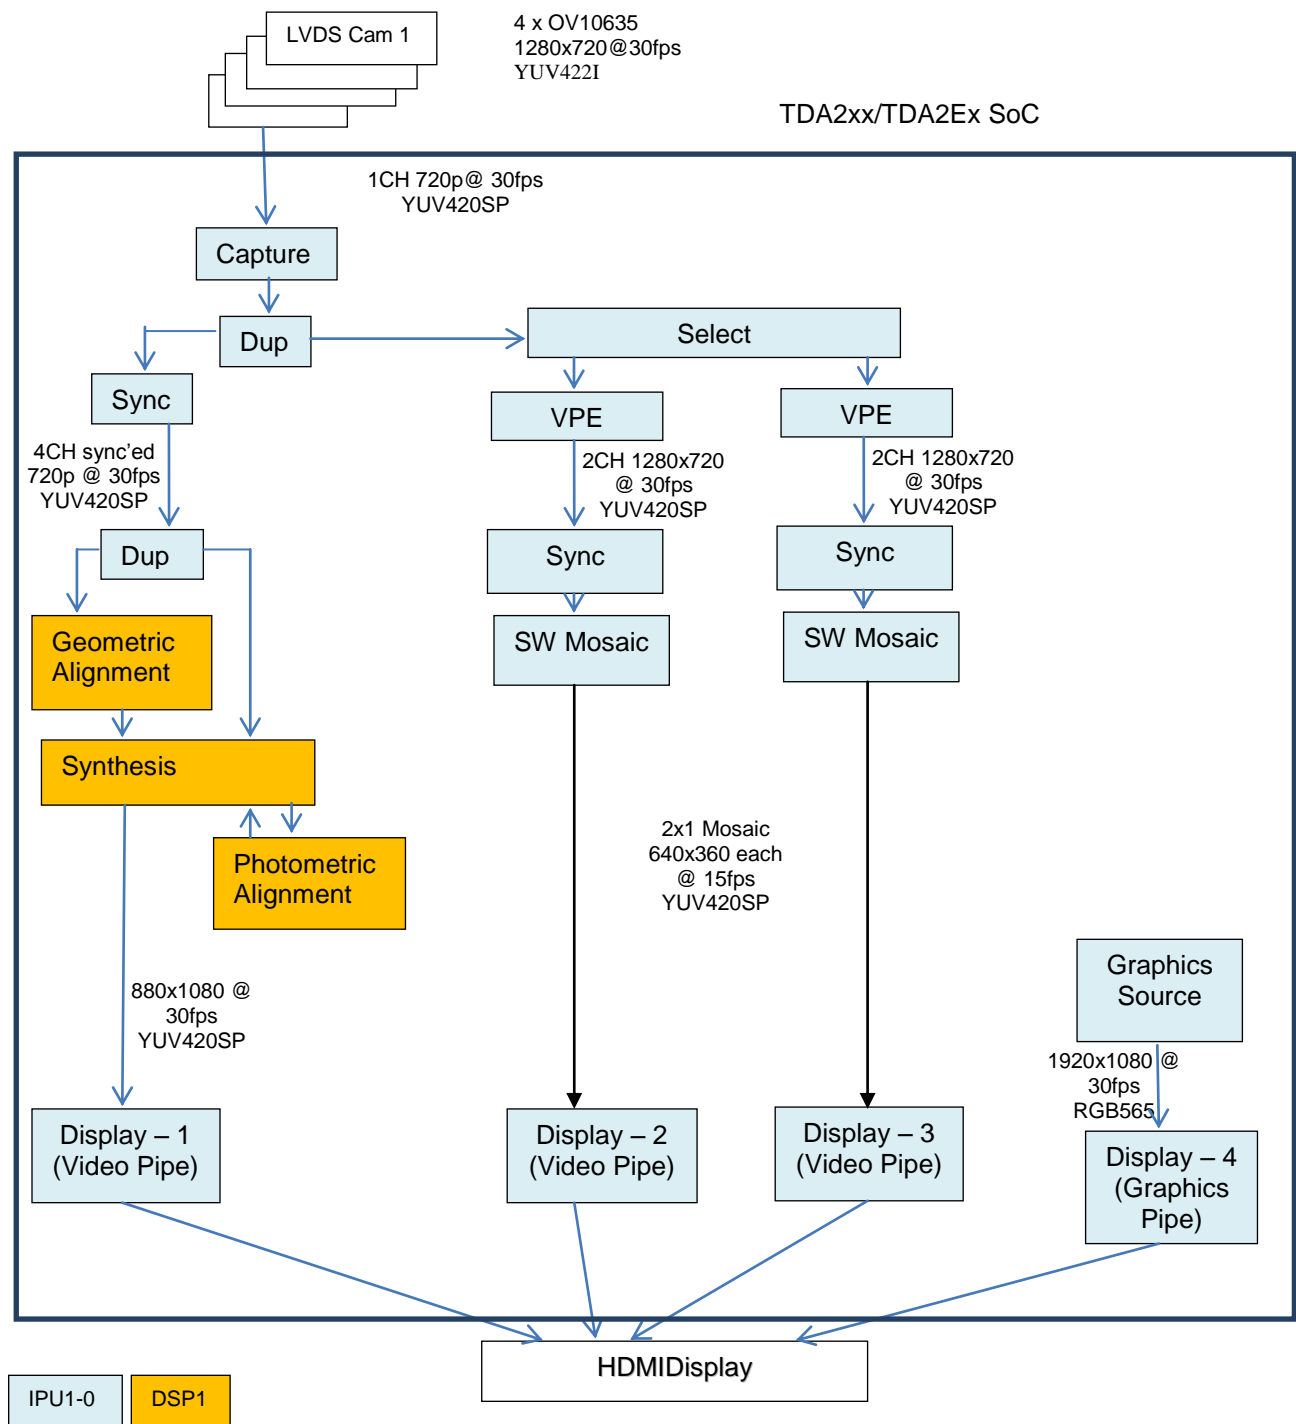 LVDS Cam 1
4 x OV10635
1280x720@30fps
YUV422I
TDA2xx/TDA2Ex SoC
1CH 720p@ 30fps
YUV420SP
Capture
Dup
Select
Sync
VPE
VPE
4CH sync’ed
720p @ 30fps
YUV420SP
2CH 1280x720
@ 30fps
YUV420SP
2CH 1280x720
@ 30fps
YUV420SP
Dup
Sync
Sync
Geometric
Alignment
SW Mosaic
SW Mosaic
Synthesis
Photometric
Alignment
2x1 Mosaic
640x360 each
@ 15fps
YUV420SP
880x1080 @
30fps
YUV420SP
Graphics
Source
1920x1080 @
30fps
RGB565
Display – 1
(Video Pipe)
Display – 2
(Video Pipe)
Display – 3
(Video Pipe)
Display – 4
(Graphics
Pipe)
HDMIDisplay
IPU1-0
DSP1